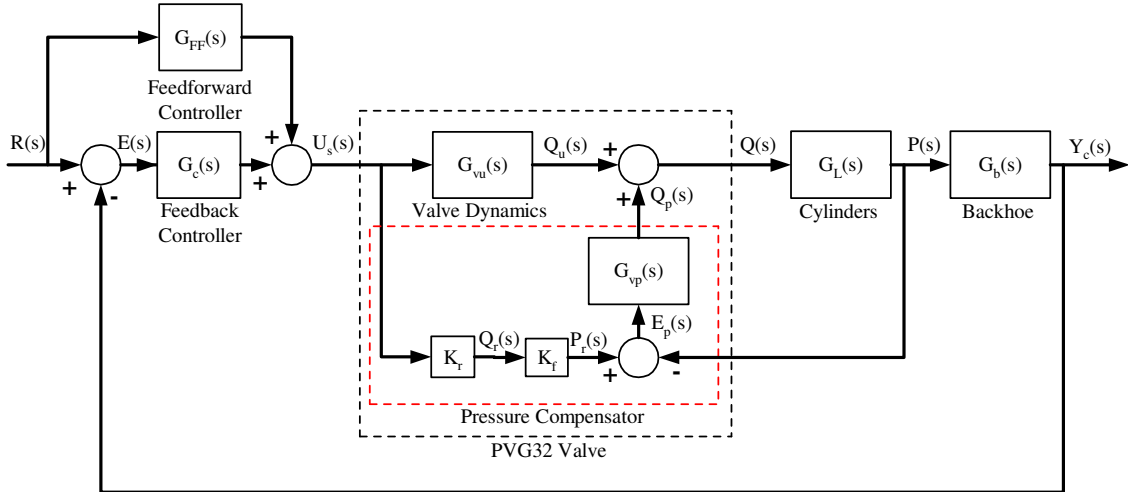 G_FF(s)
Feedforward
Controller
R(s)
E(s)
G_c(s)
Feedback
Controller
U_s(s)
G_vu(s)
Valve Dynamics
Q_u(s)
Q_p(s)
Q(s)
G_L(s)
Cylinders
P(s)
G_b(s)
Backhoe
Y_c(s)
G_vp(s)
E_p(s)
K_r
Q_r(s)
K_f
P_r(s)
+
-
+
+
+
+
+
-
Pressure Compensator
PVG32 Valve